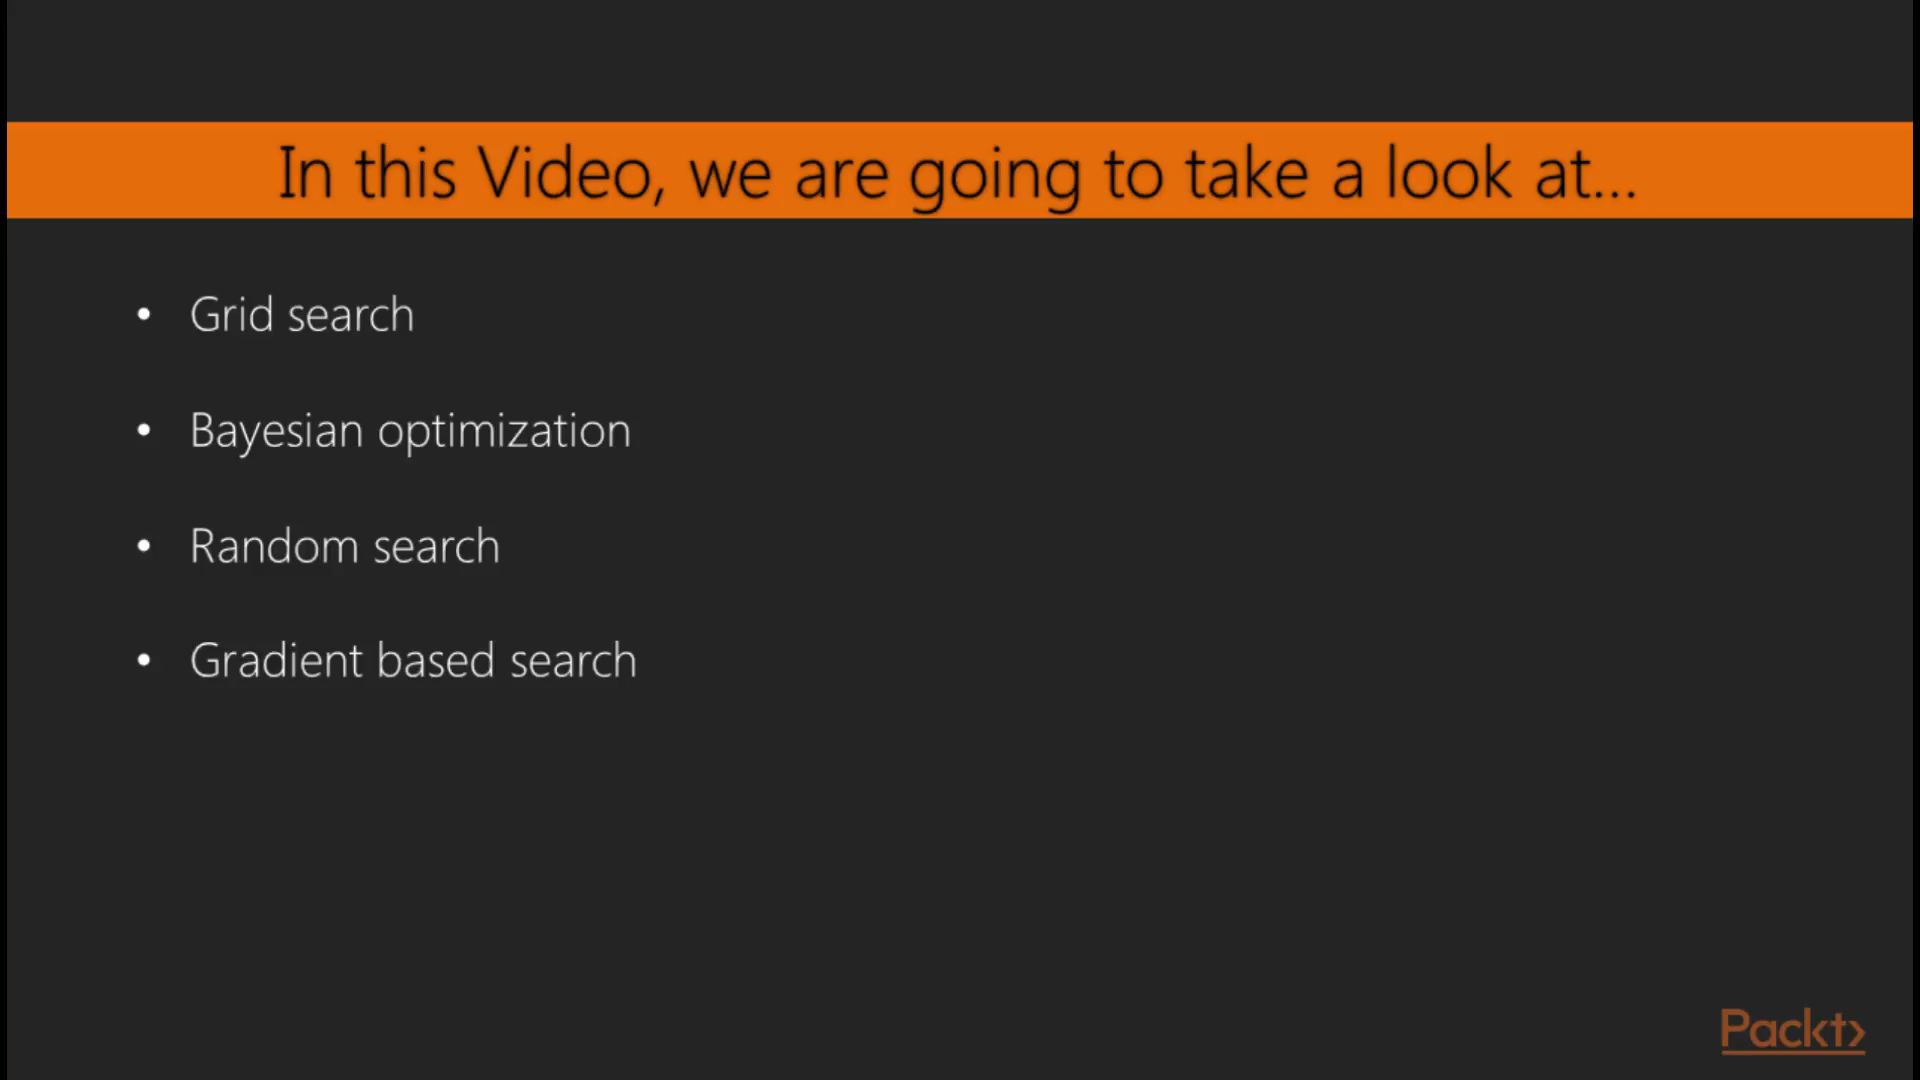 In this Video, we are going to take a look at...
• Grid search
• Bayesian optimization
• Random search
• Gradient based search
Packt>